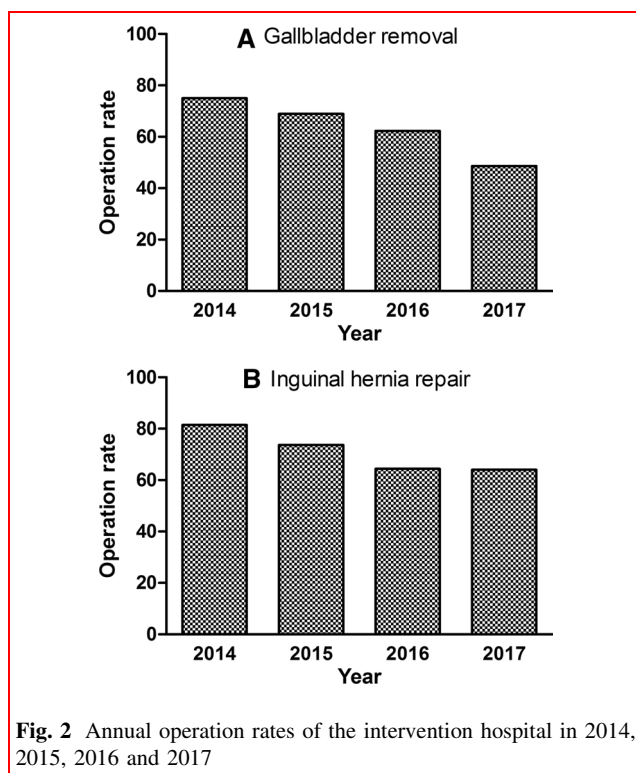 A Gallbladder removal
100
80
60
40
20
0
Operation rate
2014 2015 2016 2017
Year
B Inguinal hernia repair
100
80
60
40
20
0
Operation rate
2014 2015 2016 2017
Year
Fig. 2 Annual operation rates of the intervention hospital in 2014,
2015, 2016 and 2017